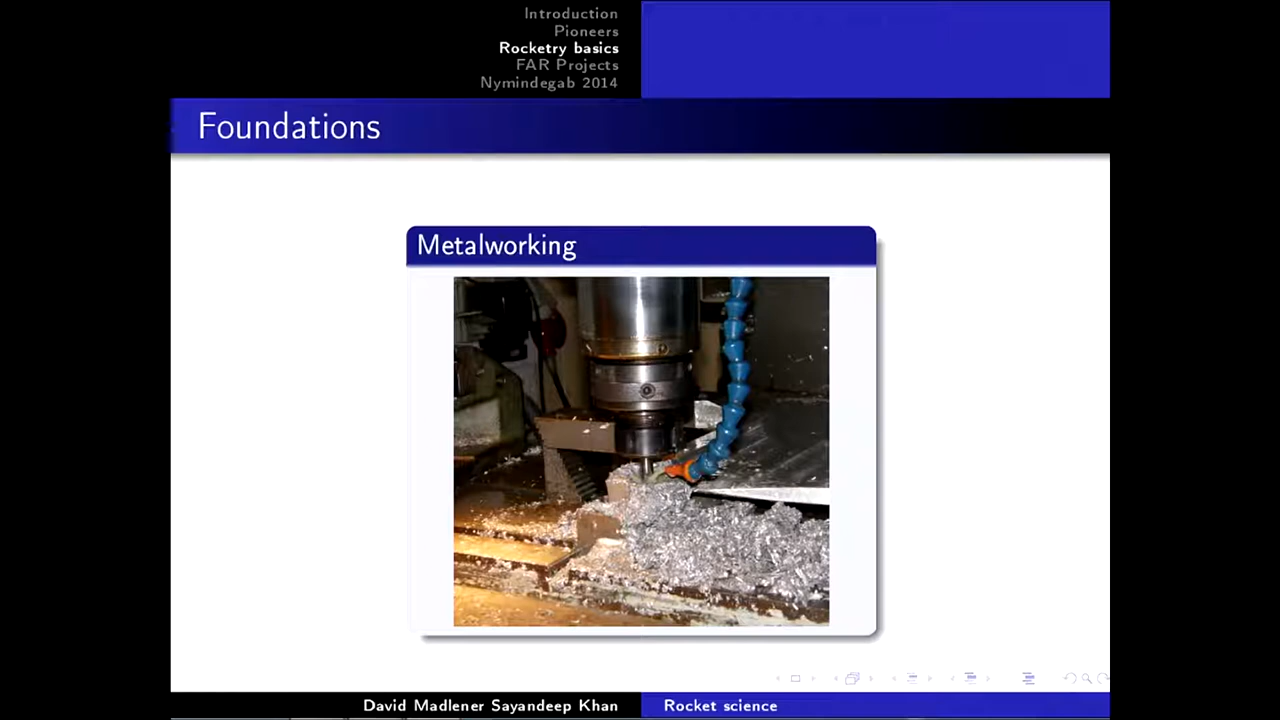 Introduction
Pioneers
Rocketry basics
FAR Projects
Nymindegab 2014
Foundations
Metalworking
David Madlener Sayandeep Khan
Rocket science